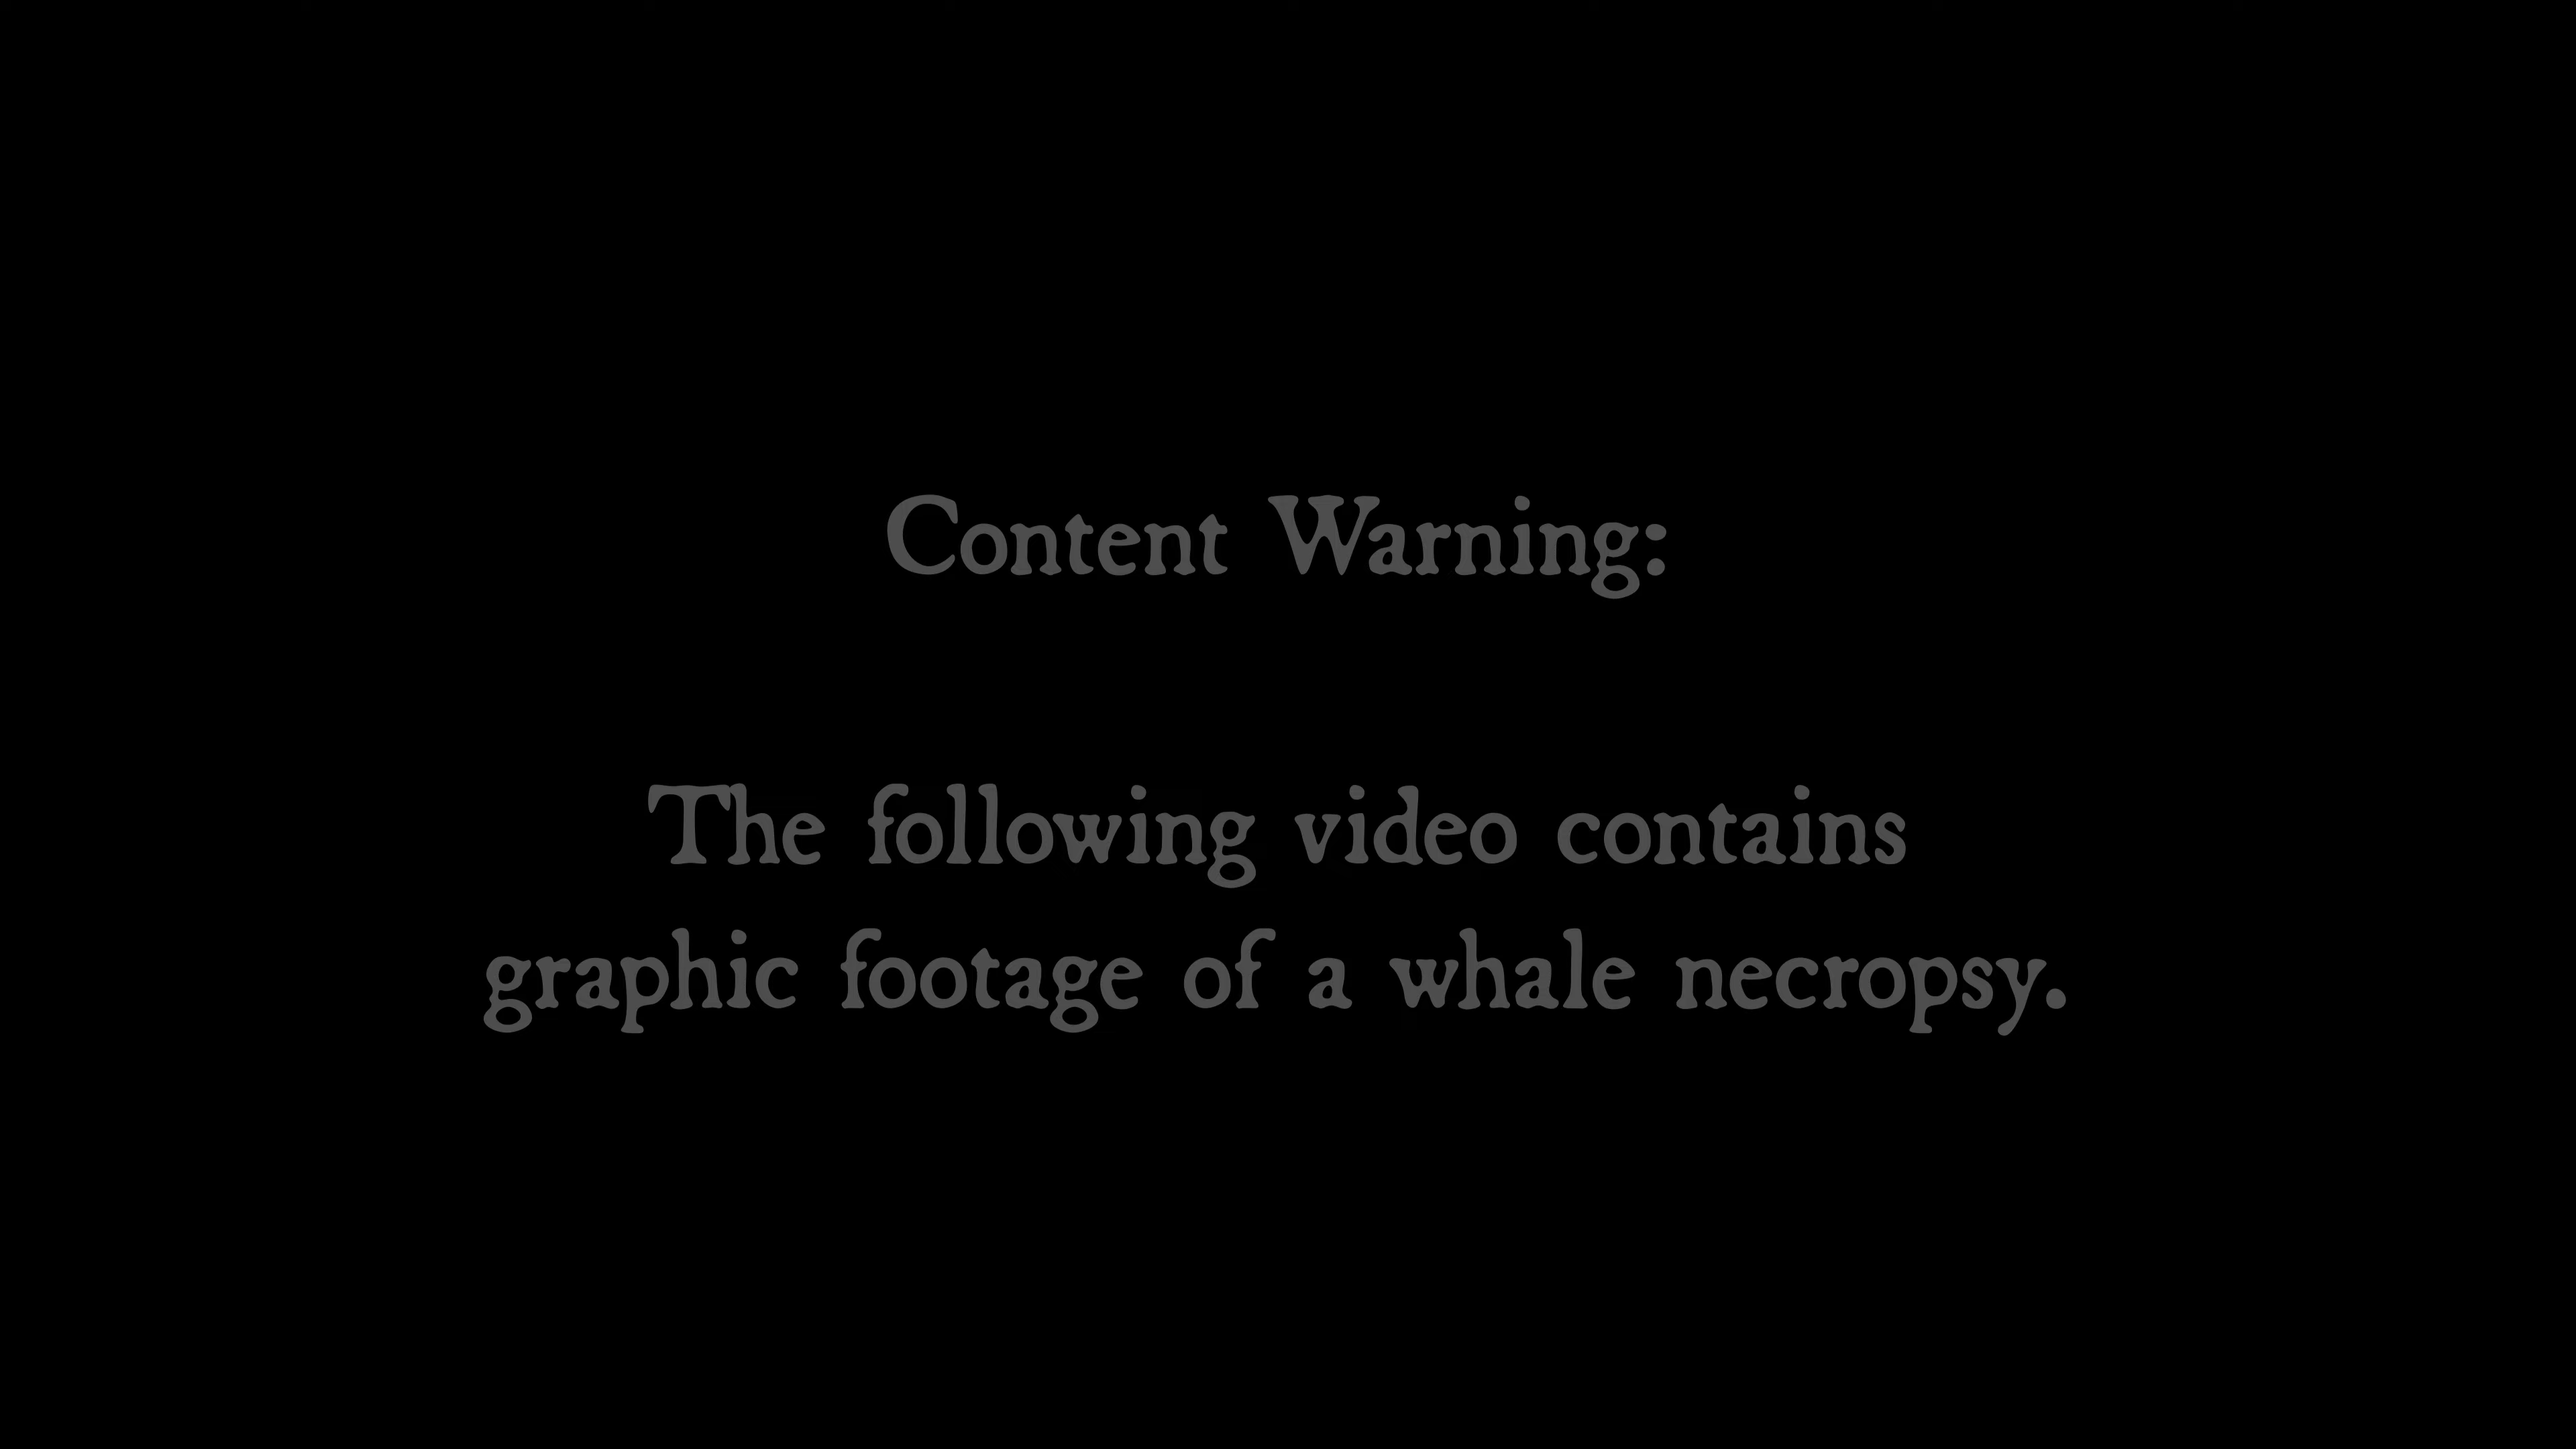 Content Warning:
The following video contains
graphic footage of a whale necropsy.